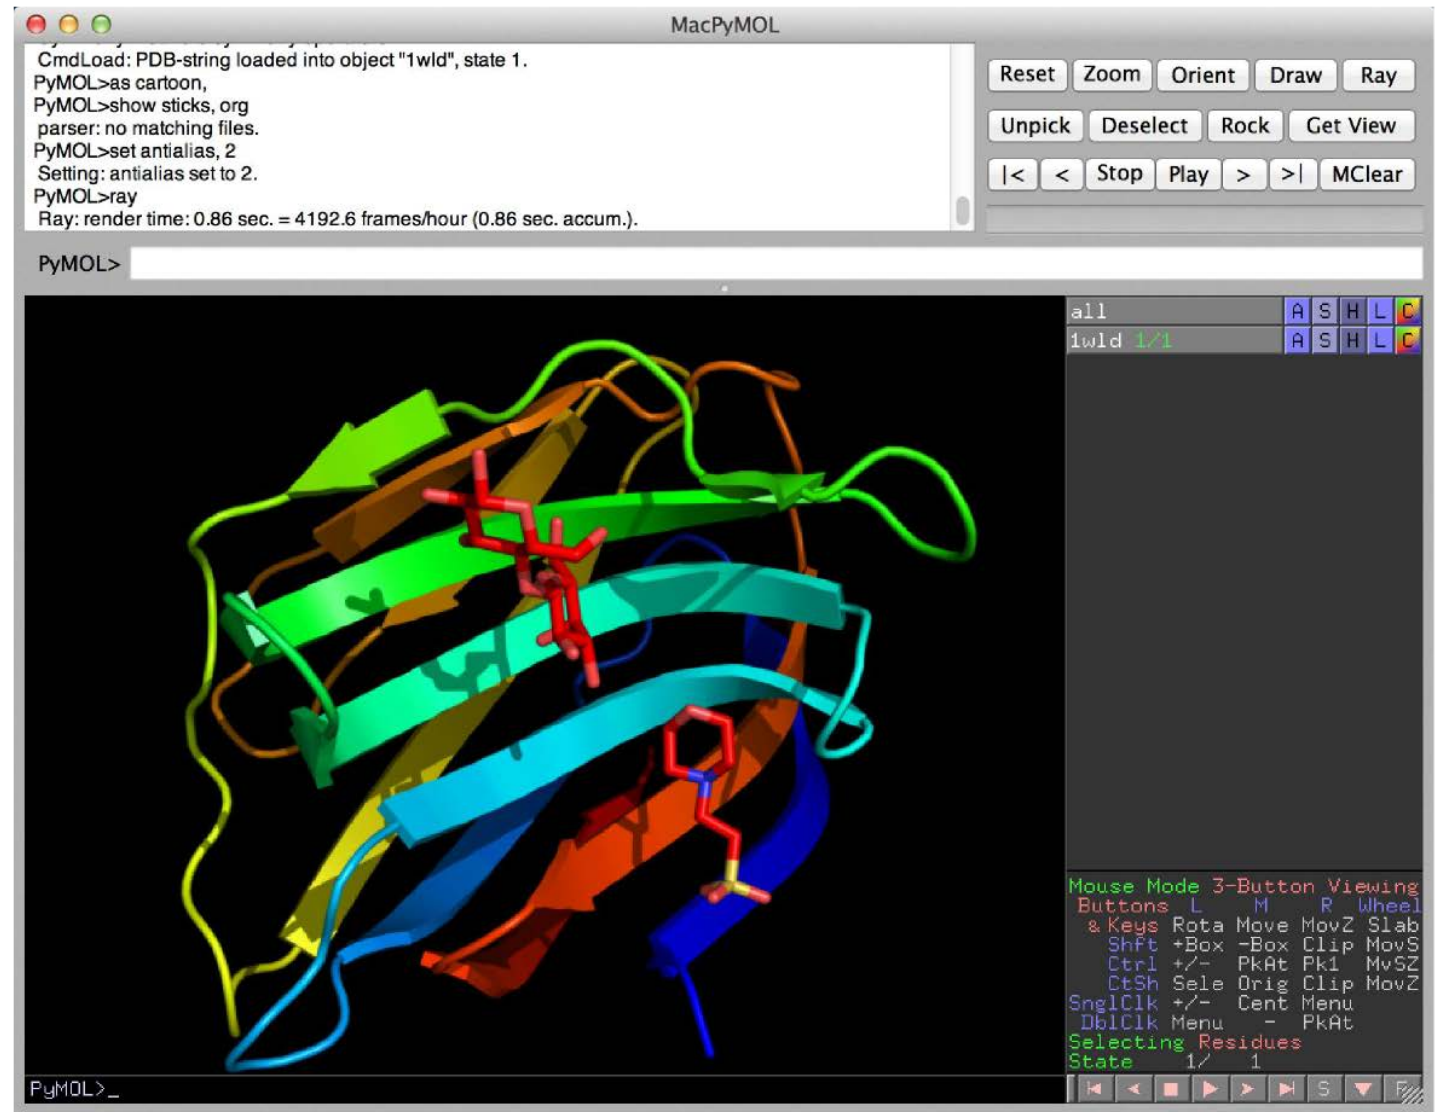 MacPyMOL
CmdLoad: PDB-string loaded into object "1wld", state 1.
PyMOL>as cartoon,
PyMOL>show sticks, org
parser: no matching files.
PyMOL>set antialias, 2
Setting: antialias set to 2.
PyMOL>ray
Ray: render time: 0.86 sec. = 4192.6 frames/hour (0.86 sec. accum.).
Reset Zoom Orient Draw Ray
Unpick Deselect Rock Get View
|< < Stop Play > >| MClear
PyMOL>
all A S H L C
1wld 1/1 A S H L C
Mouse Mode 3-Button Viewing
Buttons L M R Wheel
& Keys Rota Move MovZ Slab
Shft +Box -Box Clip MovS
Ctrl +/- PkAt Pk1 MvSZ
CtSh Sele Orig Clip MovZ
SnglClk +/- Cent Menu
DblClk Menu - PkAt
Selecting Residues
State 1/ 1
PyMOL>_
S F